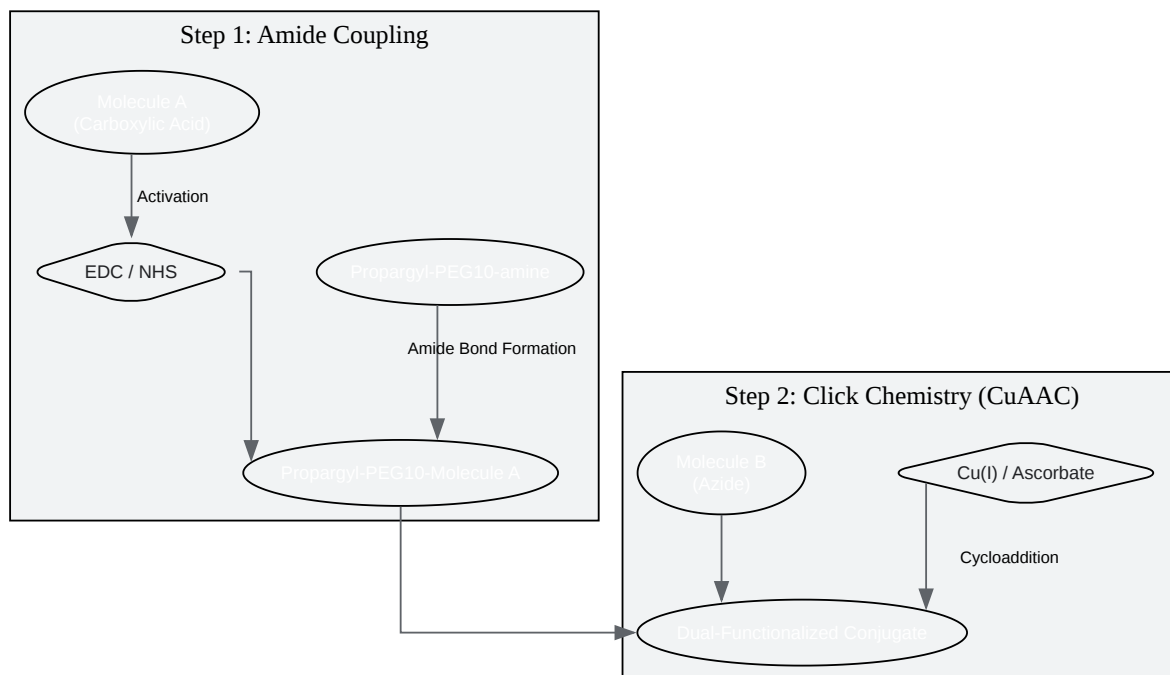 Step 1: Amide Coupling
Molecule A
(Carboxylic Acid)
Activation
EDC / NHS
Propargyl-PEG10-amine
Amide Bond Formation
Propargyl-PEG10-Molecule A
Step 2: Click Chemistry (CuAAC)
Molecule B
(Azide)
Cu(I) / Ascorbate
Cycloaddition
Dual-Functionalized Conjugate